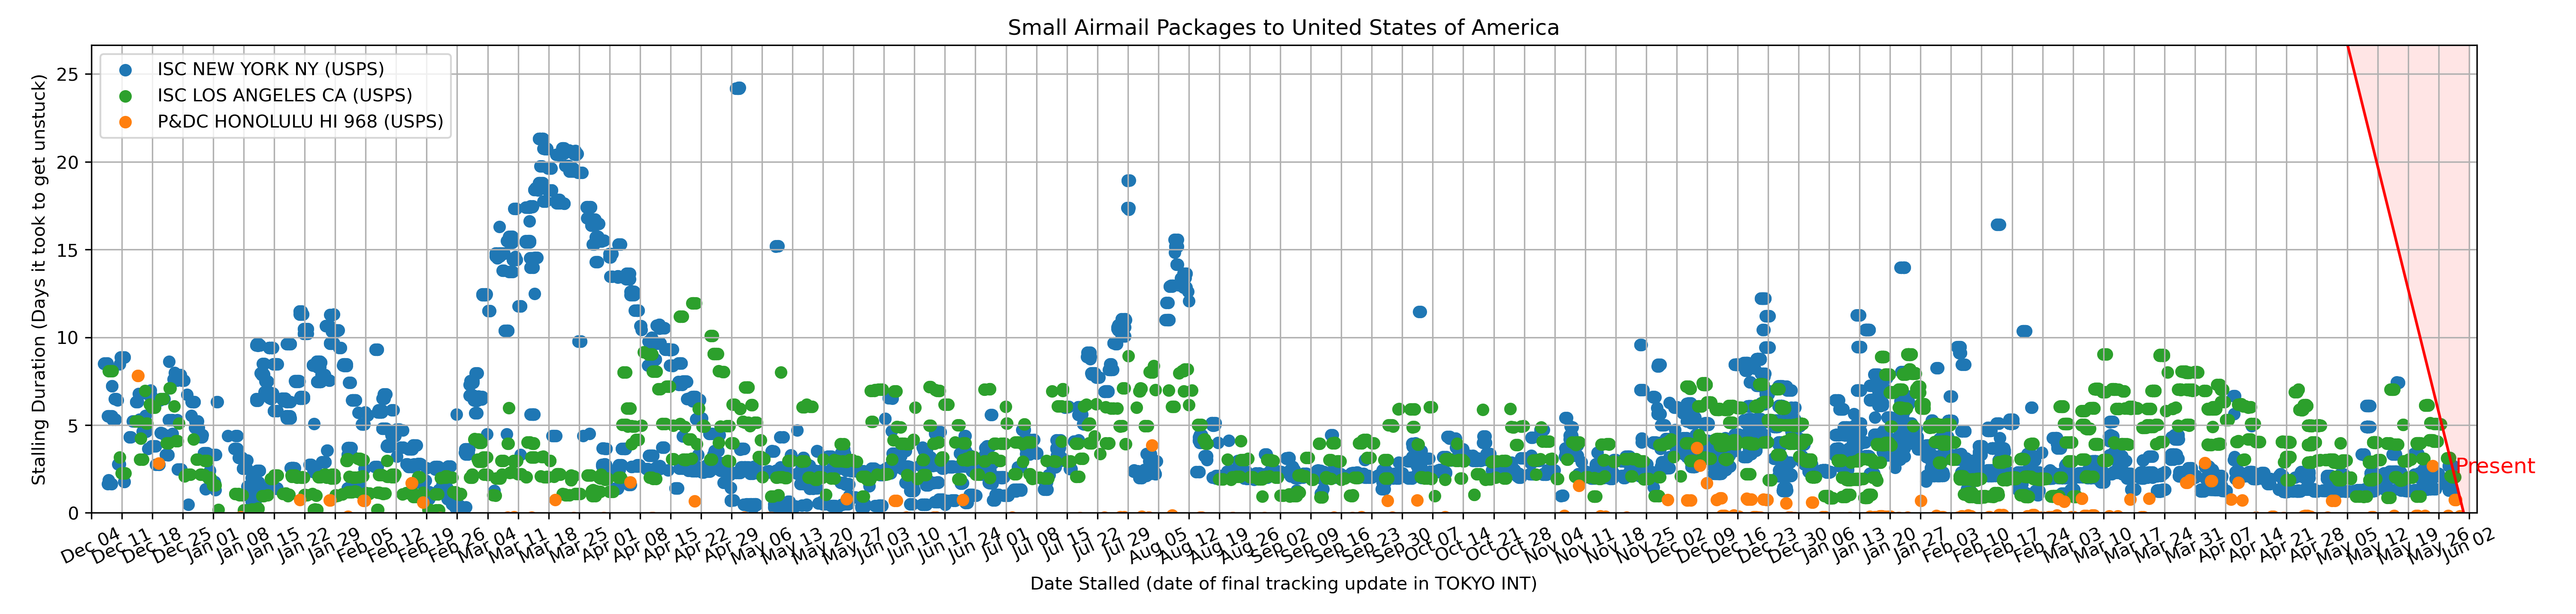 Small Airmail Packages to United States of America
ISC NEW YORK NY (USPS)
ISC LOS ANGELES CA (USPS)
P&DC HONOLULU HI 968 (USPS)
Stalling Duration (Days it took to get unstuck)
25
20
15
10
5
0
Present
Dec 04
Dec 11
Dec 18
Dec 25
Jan 01
Jan 08
Jan 15
Jan 22
Jan 29
Feb 05
Feb 12
Feb 19
Feb 26
Mar 04
Mar 11
Mar 18
Mar 25
Apr 01
Apr 08
Apr 15
Apr 22
Apr 29
May 06
May 13
May 20
May 27
Jun 03
Jun 10
Jun 17
Jun 24
Jul 01
Jul 08
Jul 15
Jul 22
Jul 29
Aug 05
Aug 12
Aug 19
Aug 26
Sep 02
Sep 09
Sep 16
Sep 23
Sep 30
Oct 07
Oct 14
Oct 21
Oct 28
Nov 04
Nov 11
Nov 18
Nov 25
Dec 02
Dec 09
Dec 16
Dec 23
Dec 30
Jan 06
Jan 13
Jan 20
Jan 27
Feb 03
Feb 10
Feb 17
Feb 24
Mar 03
Mar 10
Mar 17
Mar 24
Mar 31
Apr 07
Apr 14
Apr 21
Apr 28
May 05
May 12
May 19
May 26
Jun 02
Date Stalled (date of final tracking update in TOKYO INT)